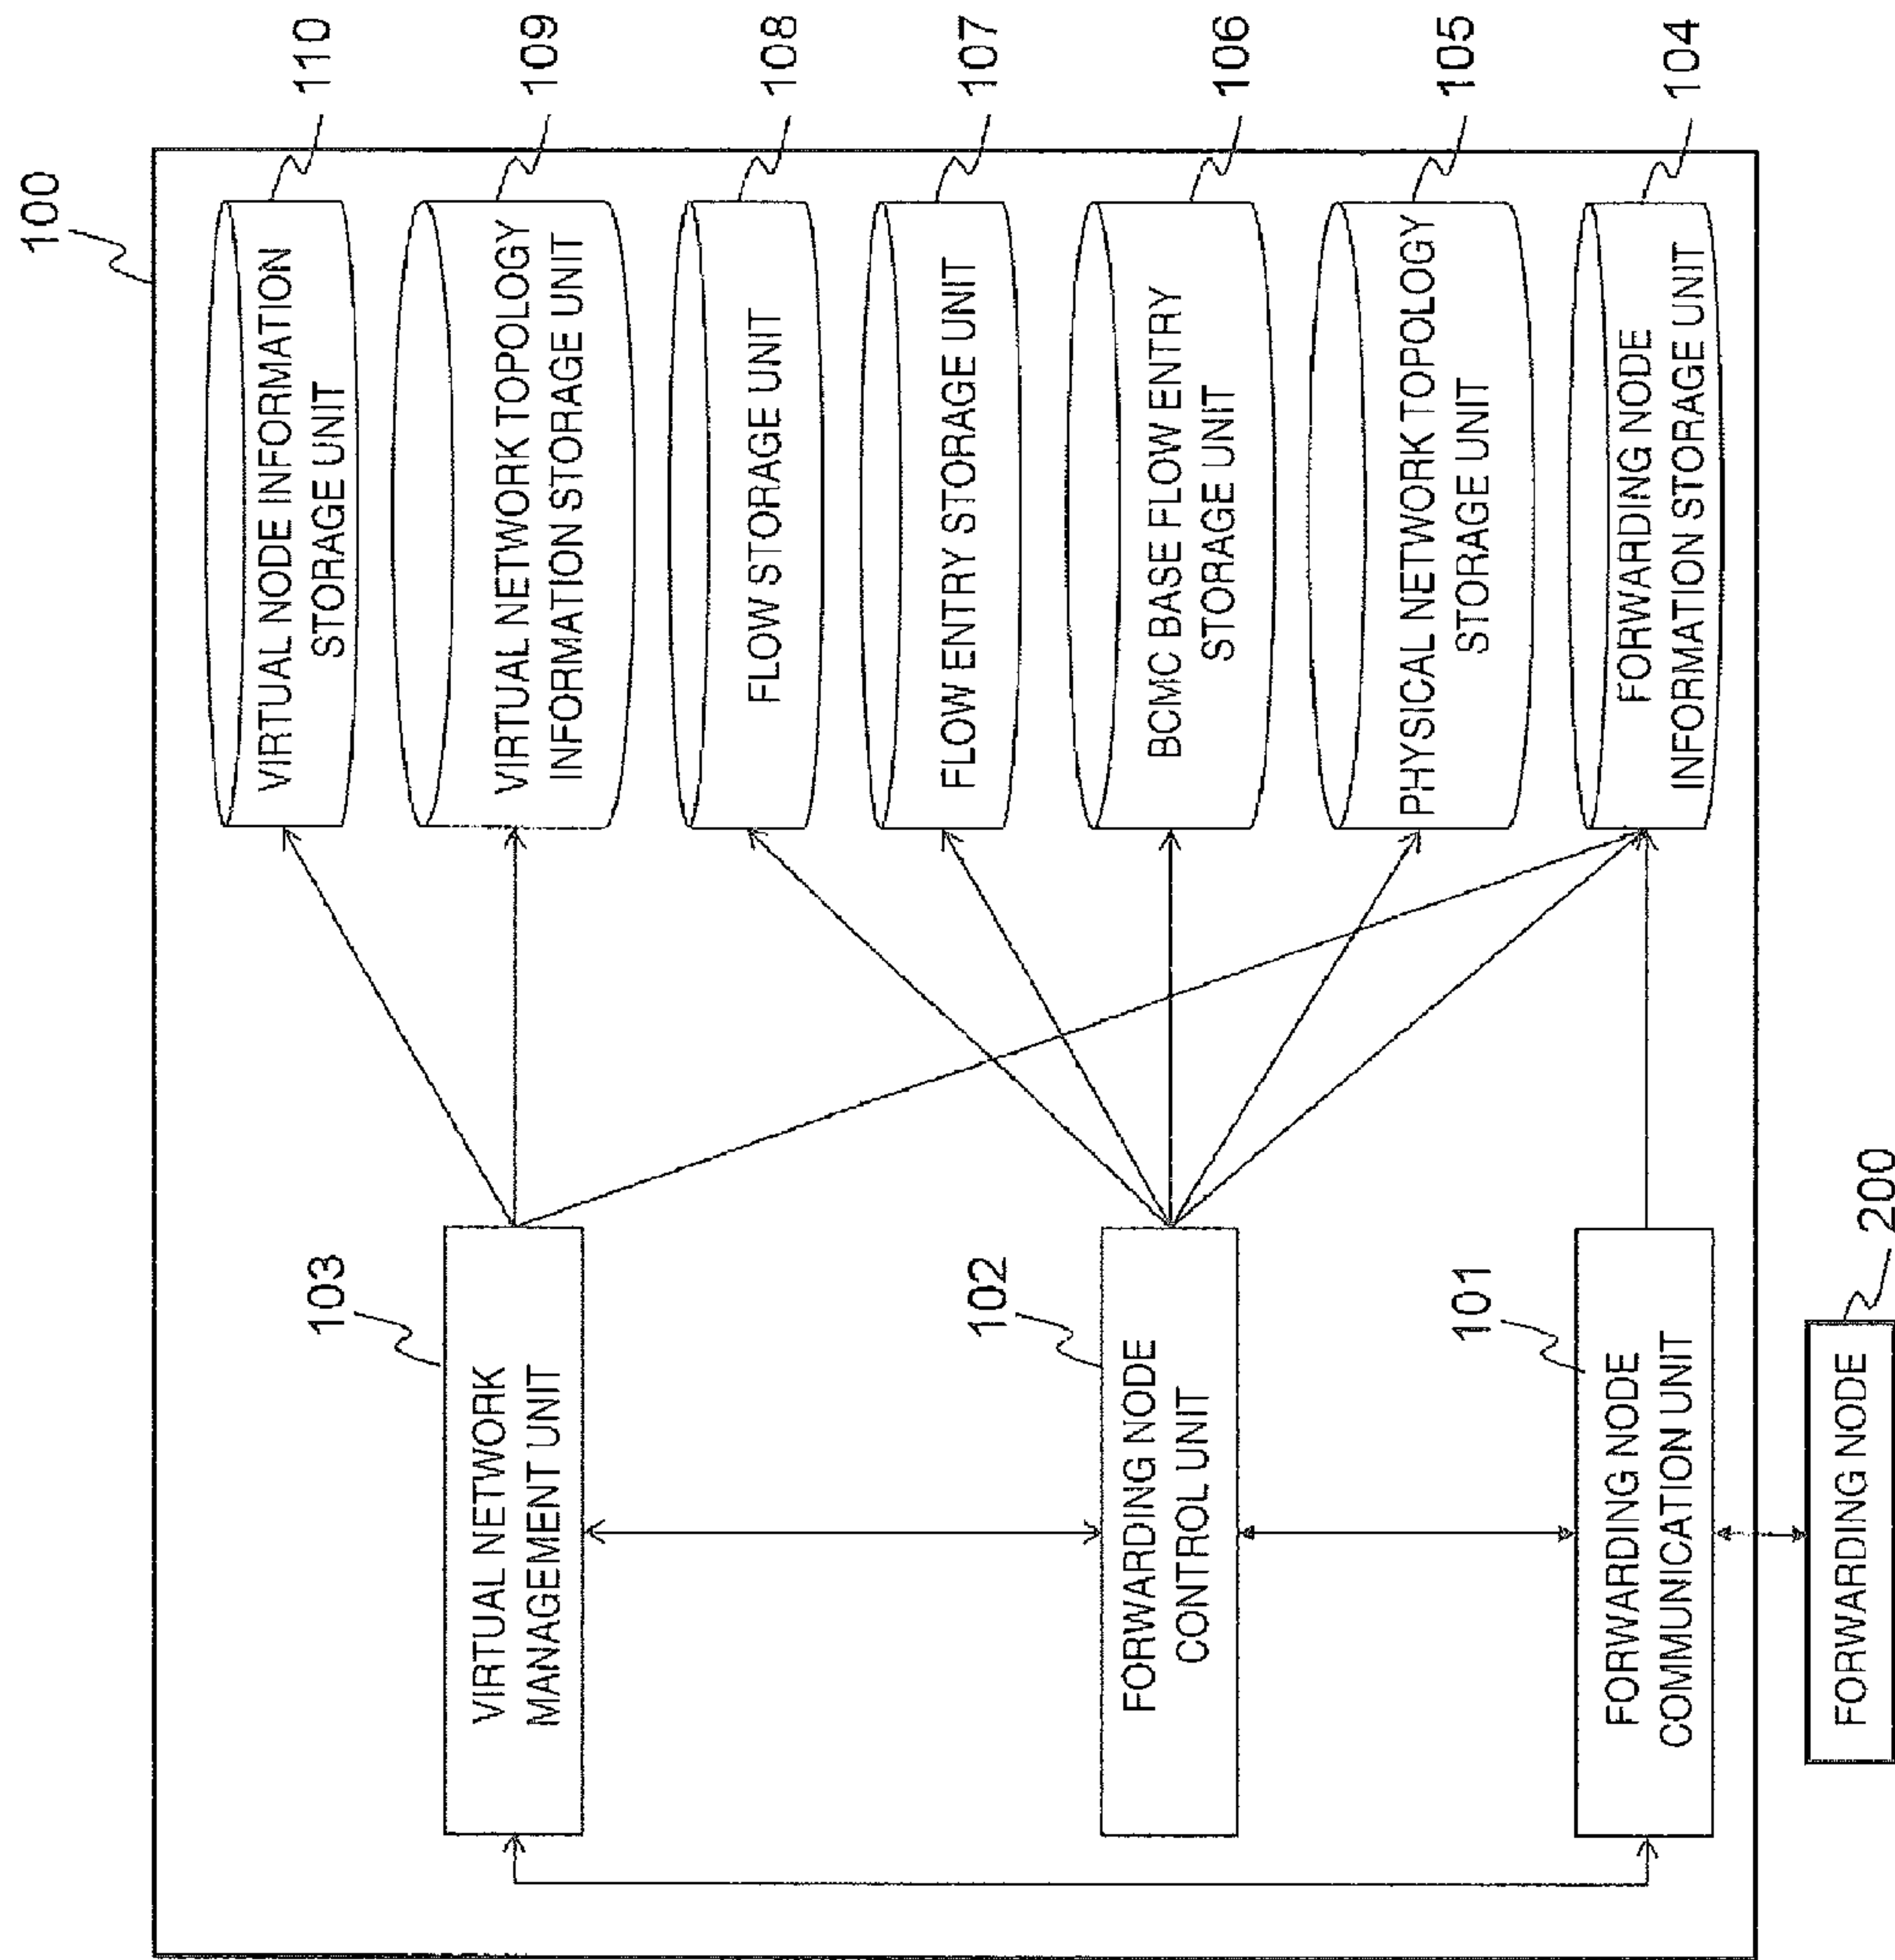 100
VIRTUAL NODE INFORMATION
STORAGE UNIT
110
VIRTUAL NETWORK TOPOLOGY
INFORMATION STORAGE UNIT
109
FLOW STORAGE UNIT
108
FLOW ENTRY STORAGE UNIT
107
BCMC BASE FLOW ENTRY
STORAGE UNIT
106
PHYSICAL NETWORK TOPOLOGY
STORAGE UNIT
105
FORWARDING NODE
INFORMATION STORAGE UNIT
104
103
VIRTUAL NETWORK
MANAGEMENT UNIT
102
FORWARDING NODE
CONTROL UNIT
101
FORWARDING NODE
COMMUNICATION UNIT
200
FORWARDING NODE